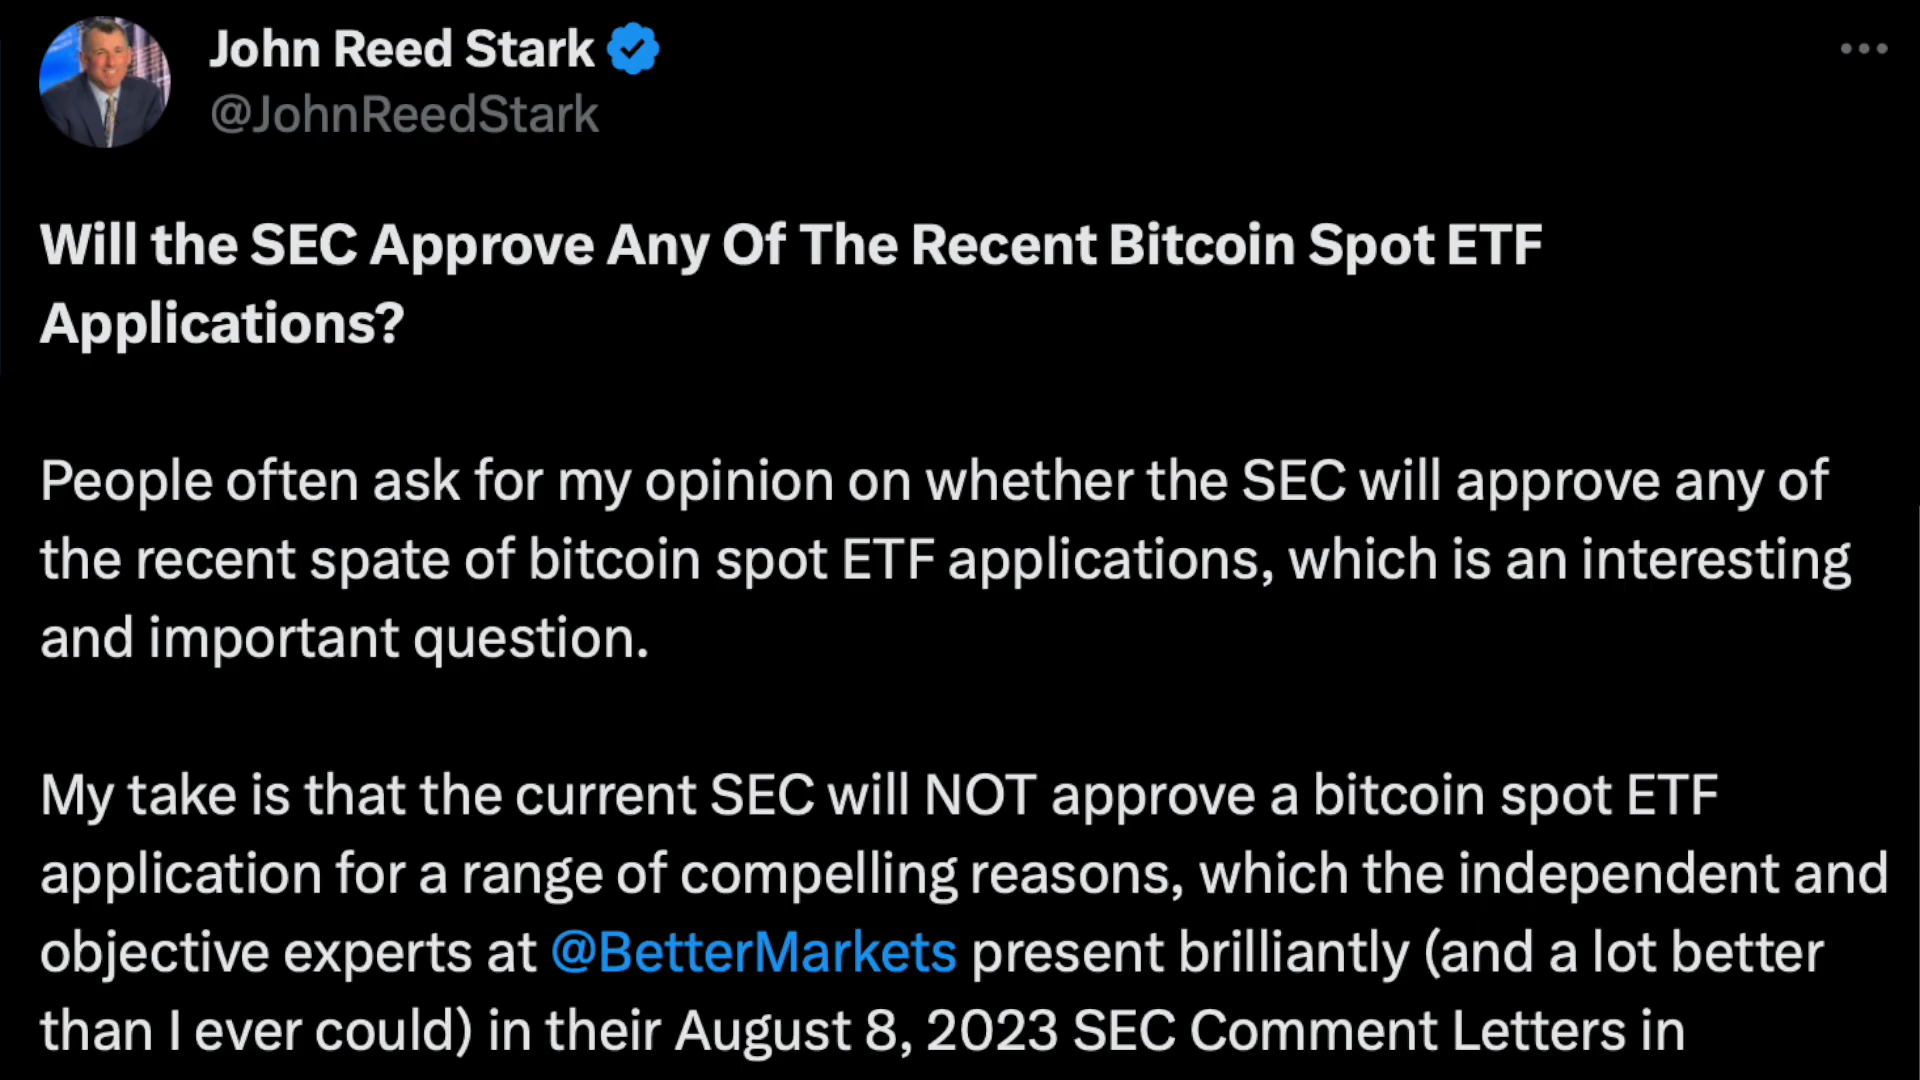 John Reed Stark
@JohnReedStark
Will the SEC Approve Any Of The Recent Bitcoin Spot ETF
Applications?
People often ask for my opinion on whether the SEC will approve any of
the recent spate of bitcoin spot ETF applications, which is an interesting
and important question.
My take is that the current SEC will NOT approve a bitcoin spot ETF
application for a range of compelling reasons, which the independent and
objective experts at @BetterMarkets present brilliantly (and a lot better
than I ever could) in their August 8, 2023 SEC Comment Letters in